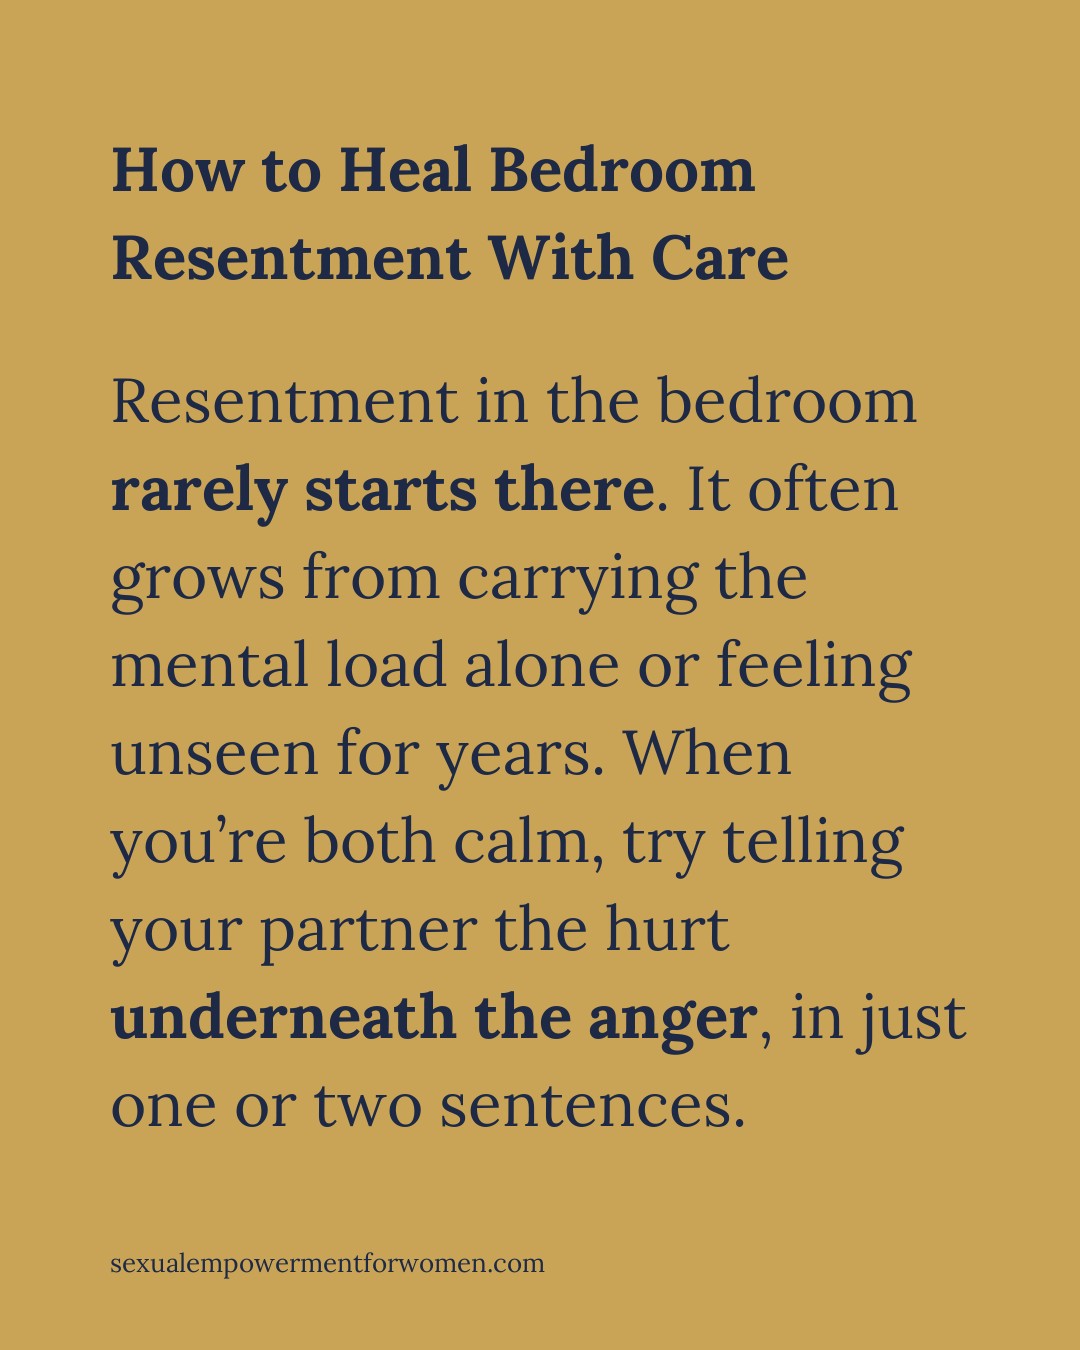 How to Heal Bedroom
Resentment With Care
Resentment in the bedroom
rarely starts there. It often
grows from carrying the
mental load alone or feeling
unseen for years. When
you’re both calm, try telling
your partner the hurt
underneath the anger, in just
one or two sentences.
sexualempowermentforwomen.com